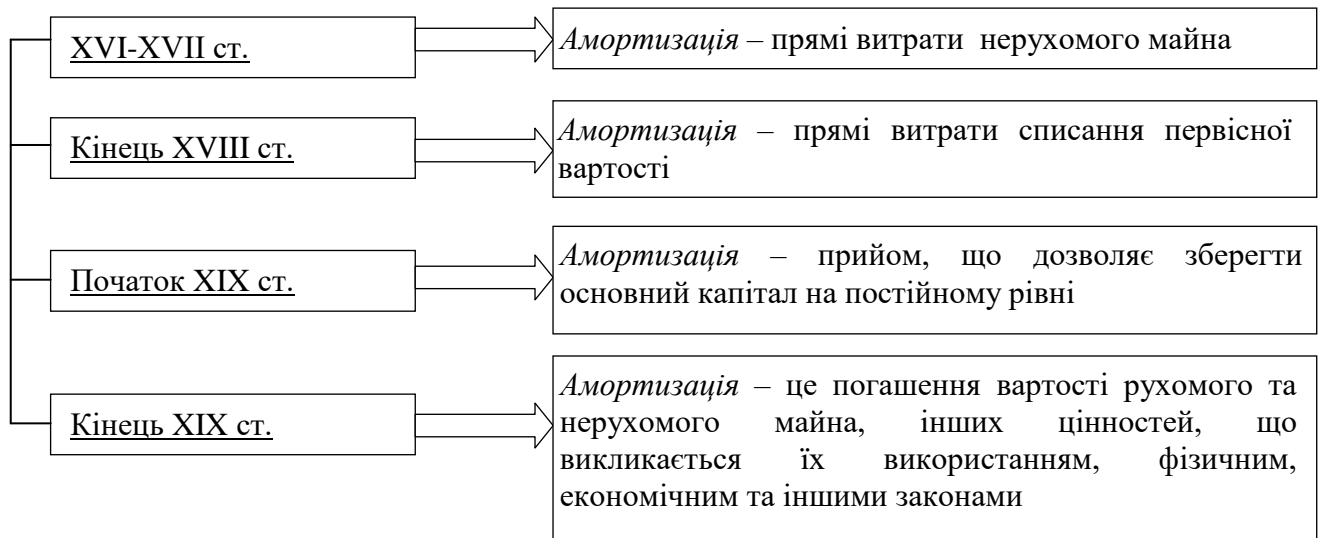 XVI-XVII ст.
Амортизація – прямі витрати нерухомого майна
Кінець XVIII ст.
Амортизація – прямі витрати списання первісної
вартості
Початок XIX ст.
Амортизація – прийом, що дозволяє зберегти
основний капітал на постійному рівні
Кінець XIX ст.
Амортизація – це погашення вартості рухомого та
нерухомого майна, інших цінностей, що
викликається їх використанням, фізичним,
економічним та іншими законами